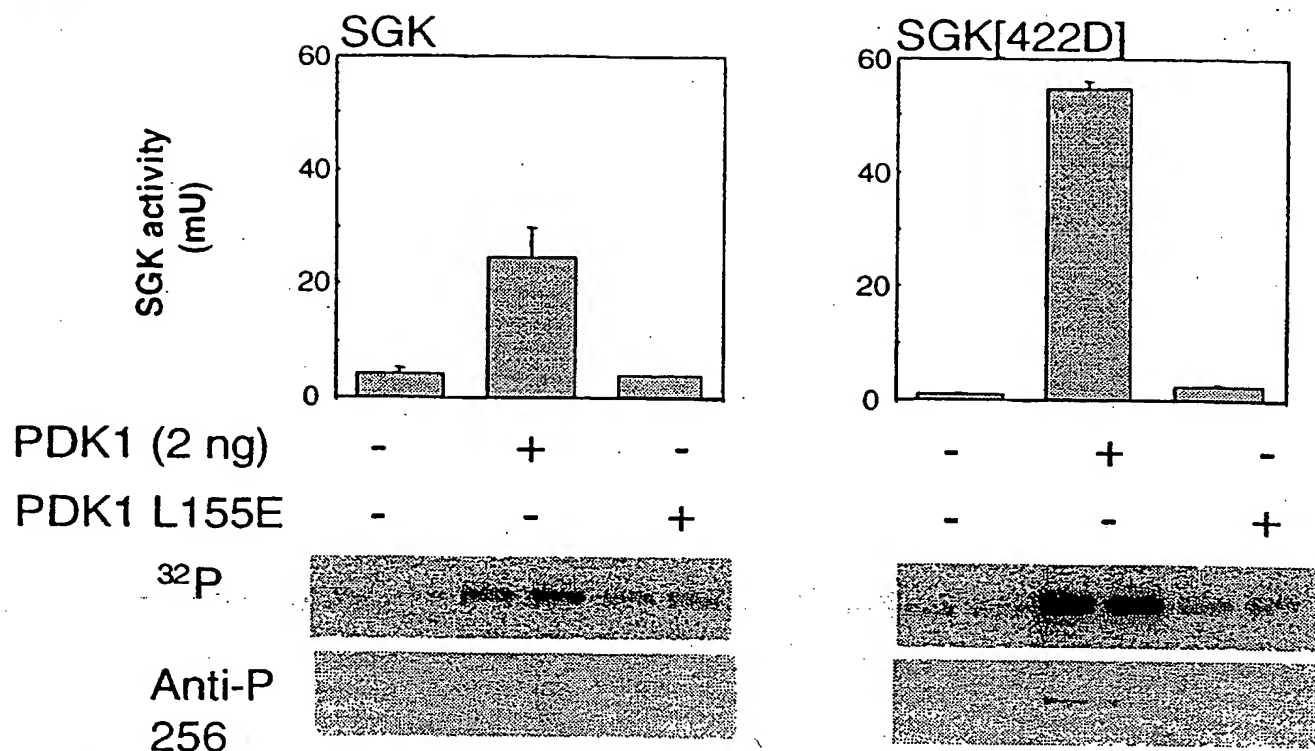 SGK
SGK[422D]
SGK activity
(mU)
60
40
20
0
60
40
20
0
PDK1 (2 ng) - + - - + -
PDK1 L155E - - + - - +
32P
Anti-P
256